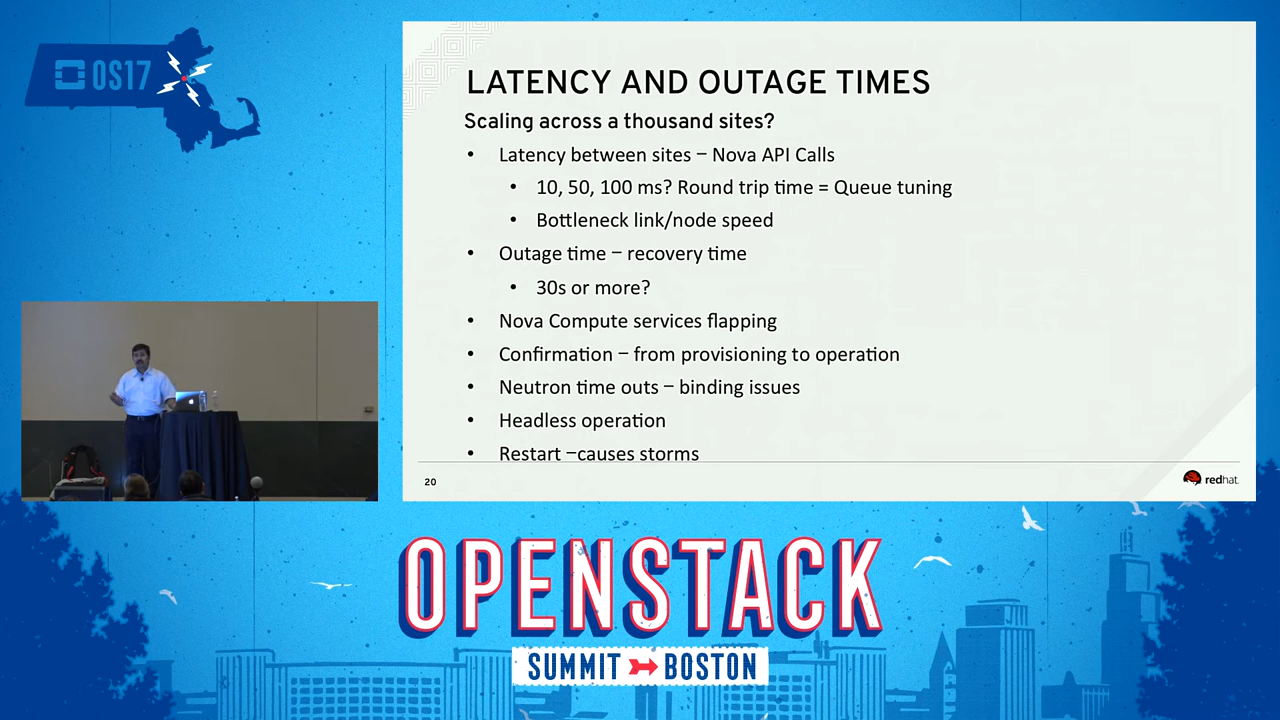 OS17
LATENCY AND OUTAGE TIMES
Scaling across a thousand sites?
• Latency between sites – Nova API Calls
• 10, 50, 100 ms? Round trip time = Queue tuning
• Bottleneck link/node speed
• Outage time – recovery time
• 30s or more?
• Nova Compute services flapping
• Confirmation – from provisioning to operation
• Neutron time outs – binding issues
• Headless operation
• Restart –causes storms
20
redhat.
OPENSTACK
SUMMIT BOSTON